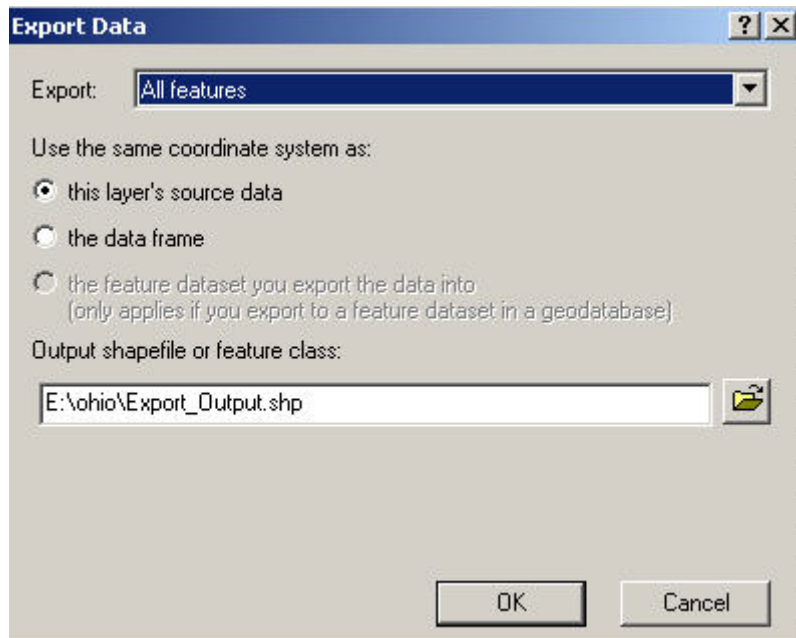 Export Data
Export: All features
Use the same coordinate system as:
this layer's source data
the data frame
the feature dataset you export the data into
(only applies if you export to a feature dataset in a geodatabase)
Output shapefile or feature class:
E:\ohio\Export_Output.shp
OK Cancel